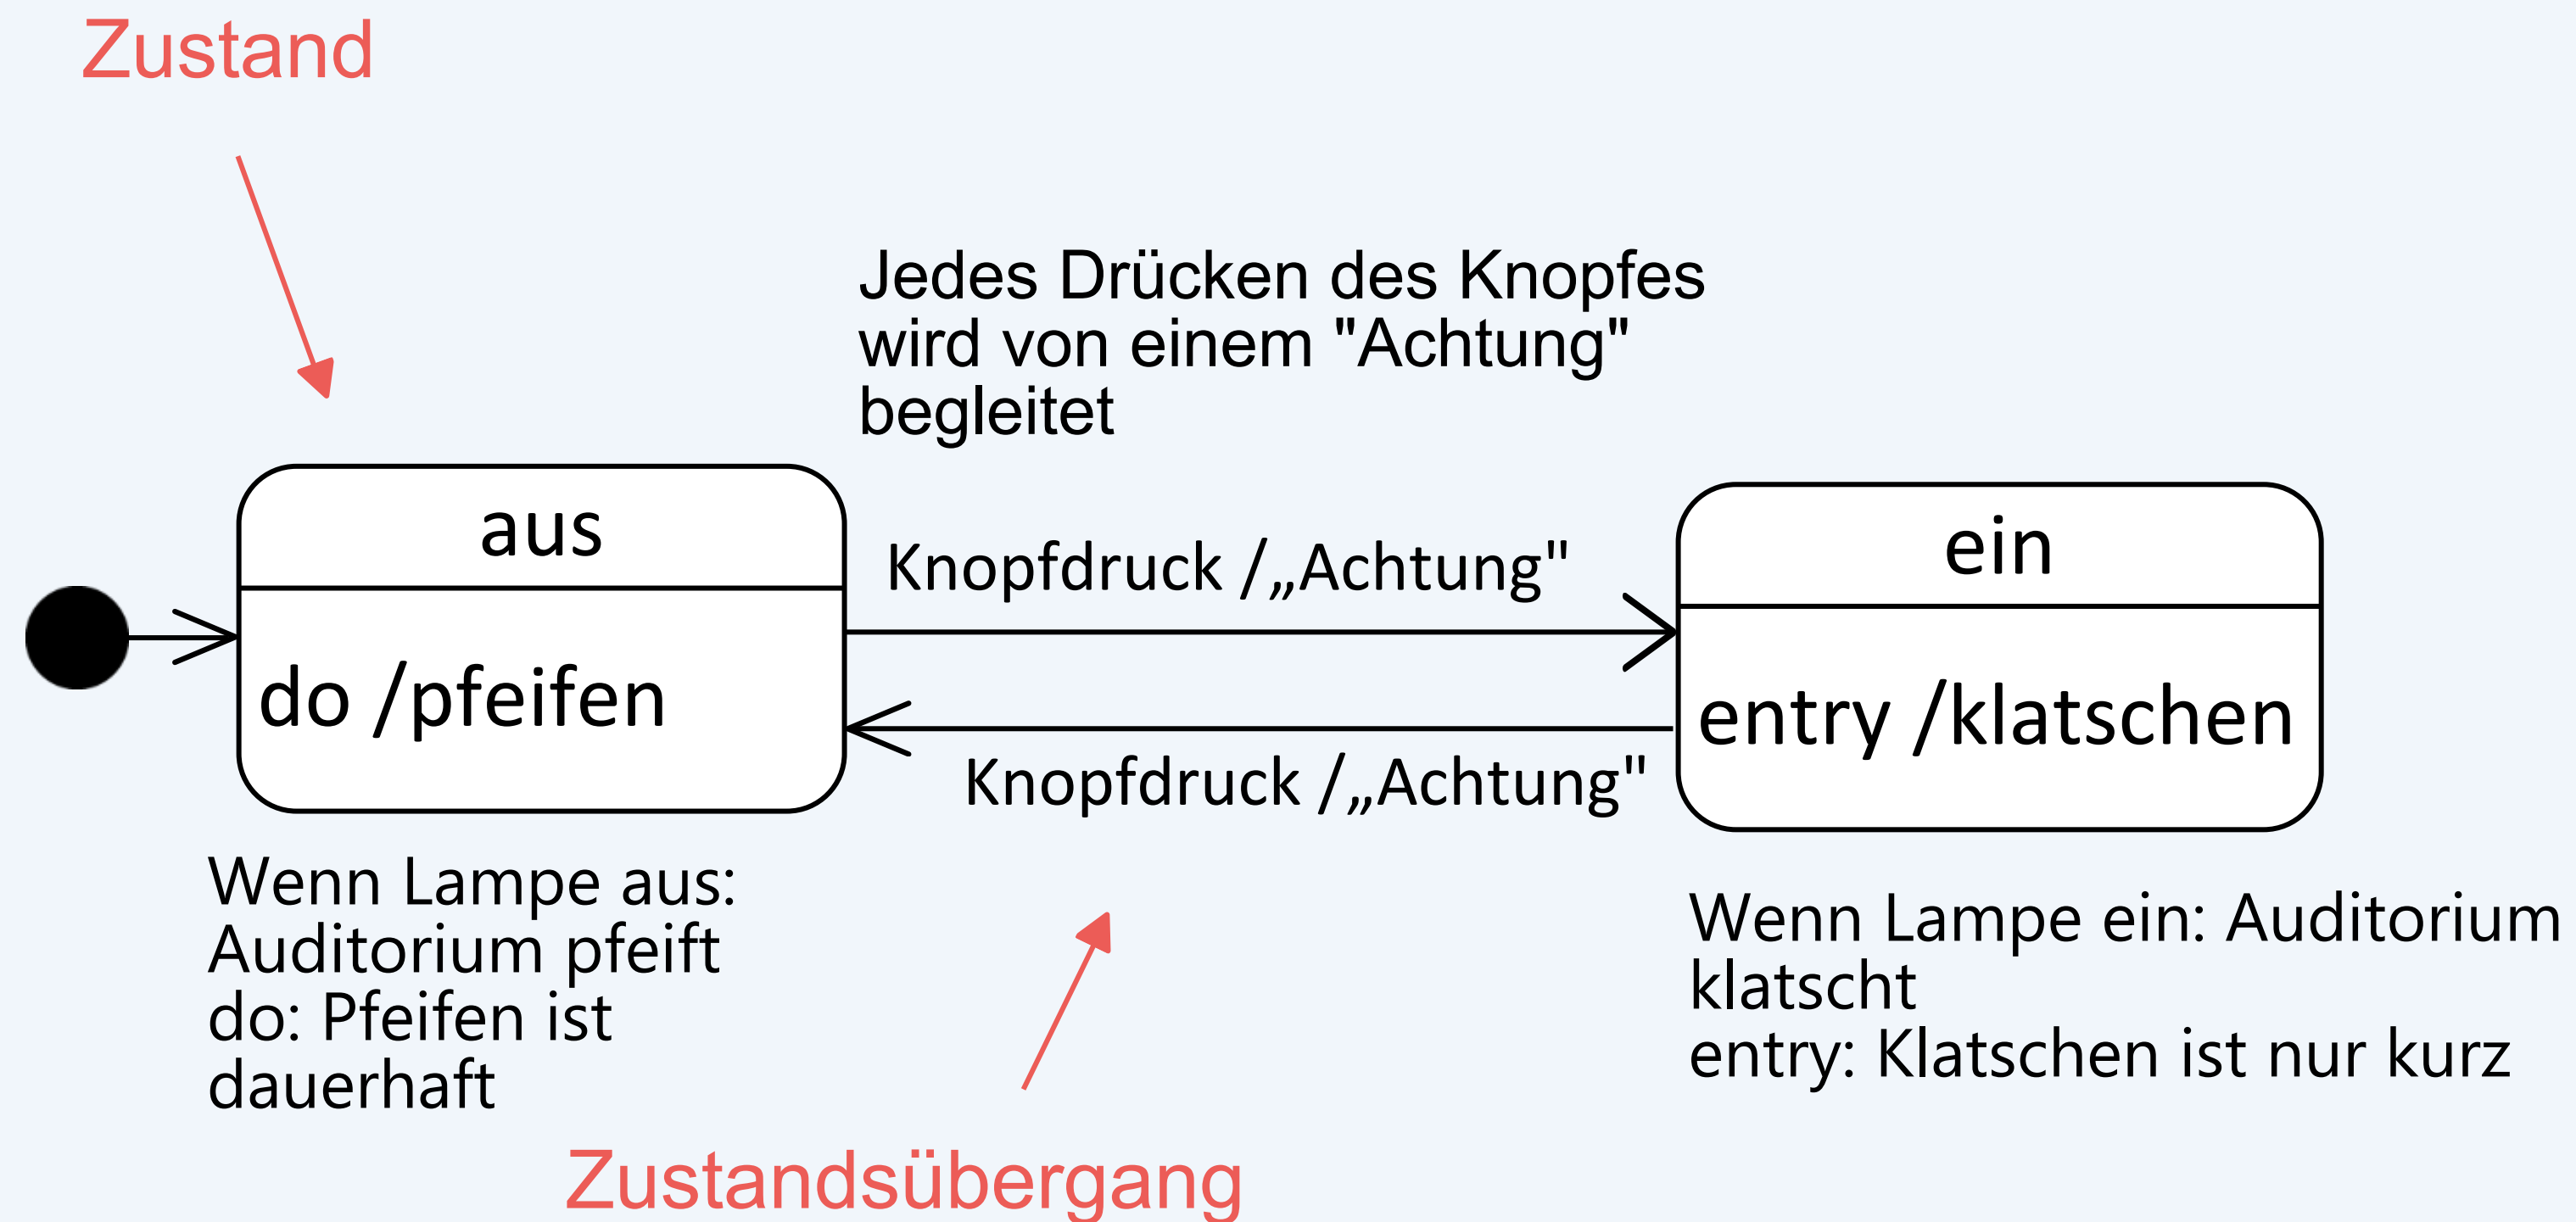 Zustand
Jedes Drücken des Knopfes
wird von einem "Achtung"
begleitet
aus
do /pfeifen
Knopfdruck /„Achtung"
Knopfdruck /„Achtung"
ein
entry /klatschen
Wenn Lampe aus:
Auditorium pfeift
do: Pfeifen ist
dauerhaft
Wenn Lampe ein: Auditorium
klatscht
entry: Klatschen ist nur kurz
Zustandsübergang